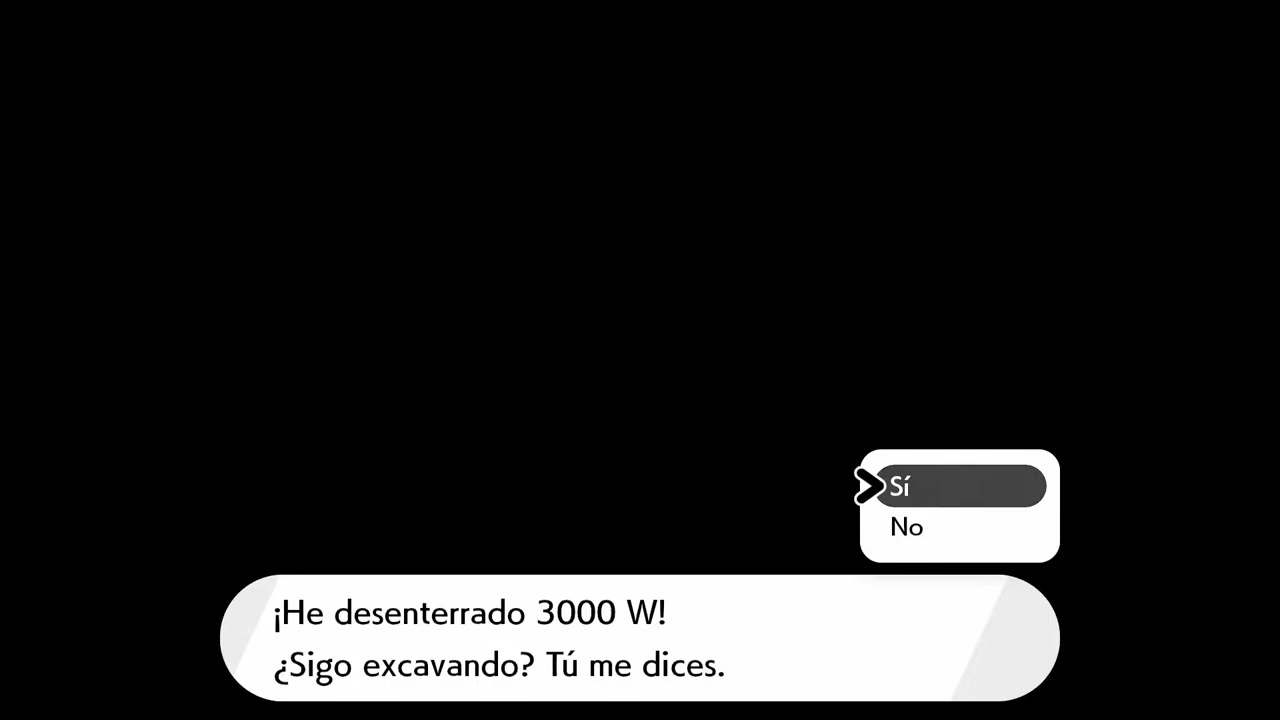 Sí
No
¡He desenterrado 3000 W!
¿Sigo excavando? Tú me dices.